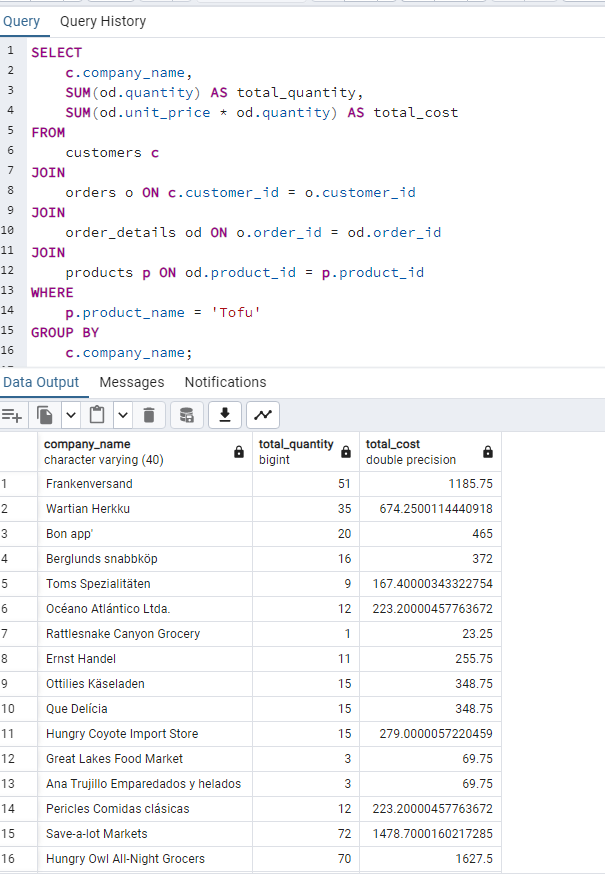 Query Query History
1 SELECT
2 c.company_name,
3 SUM(od.quantity) AS total_quantity,
4 SUM(od.unit_price * od.quantity) AS total_cost
5 FROM
6 customers c
7 JOIN
8 orders o ON c.customer_id = o.customer_id
9 JOIN
10 order_details od ON o.order_id = od.order_id
11 JOIN
12 products p ON od.product_id = p.product_id
13 WHERE
14 p.product_name = 'Tofu'
15 GROUP BY
16 c.company_name;
Data Output Messages Notifications
company_name total_quantity total_cost
character varying (40) bigint double precision
1 Frankenversand 51 1185.75
2 Wartian Herkku 35 674.2500114440918
3 Bon app' 20 465
4 Berglunds snabbköp 16 372
5 Toms Spezialitäten 9 167.40000343322754
6 Océano Atlántico Ltda. 12 223.20000457763672
7 Rattlesnake Canyon Grocery 1 23.25
8 Ernst Handel 11 255.75
9 Ottilies Käseladen 15 348.75
10 Que Delícia 15 348.75
11 Hungry Coyote Import Store 15 279.0000057220459
12 Great Lakes Food Market 3 69.75
13 Ana Trujillo Emparedados y helados 3 69.75
14 Pericles Comidas clásicas 12 223.20000457763672
15 Save-a-lot Markets 72 1478.7000160217285
16 Hungry Owl All-Night Grocers 70 1627.5